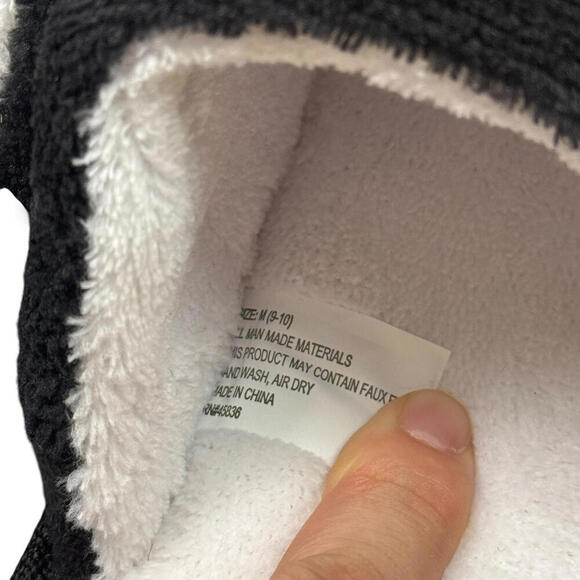 SIZE: M (9-10)
ALL MAN MADE MATERIALS
THIS PRODUCT MAY CONTAIN FAUX
HAND WASH, AIR DRY
MADE IN CHINA
RN#45836